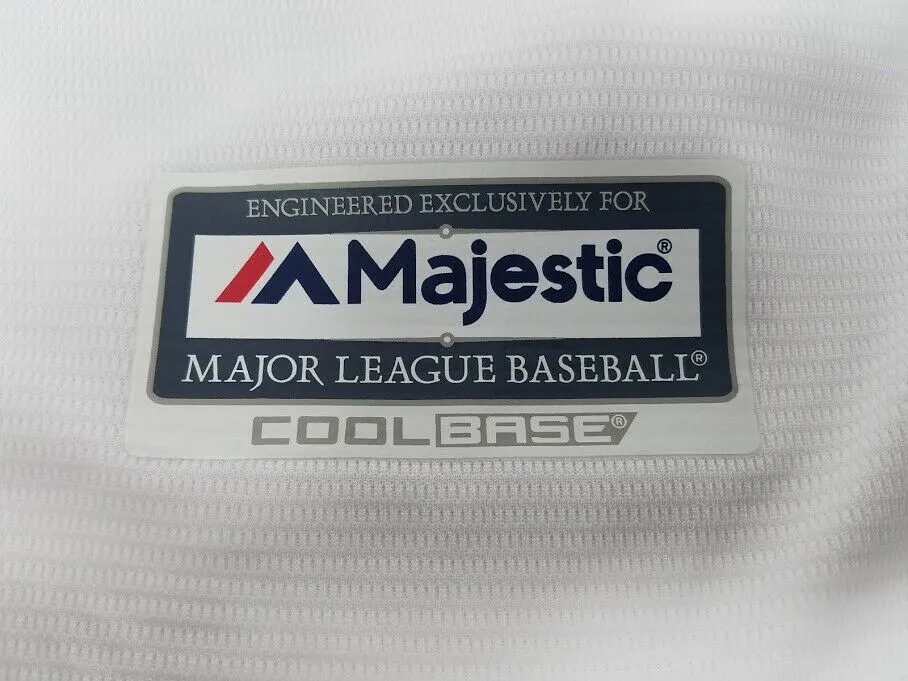 ENGINEERED EXCLUSIVELY FOR
Majestic®
MAJOR LEAGUE BASEBALL®
COOLBASE®